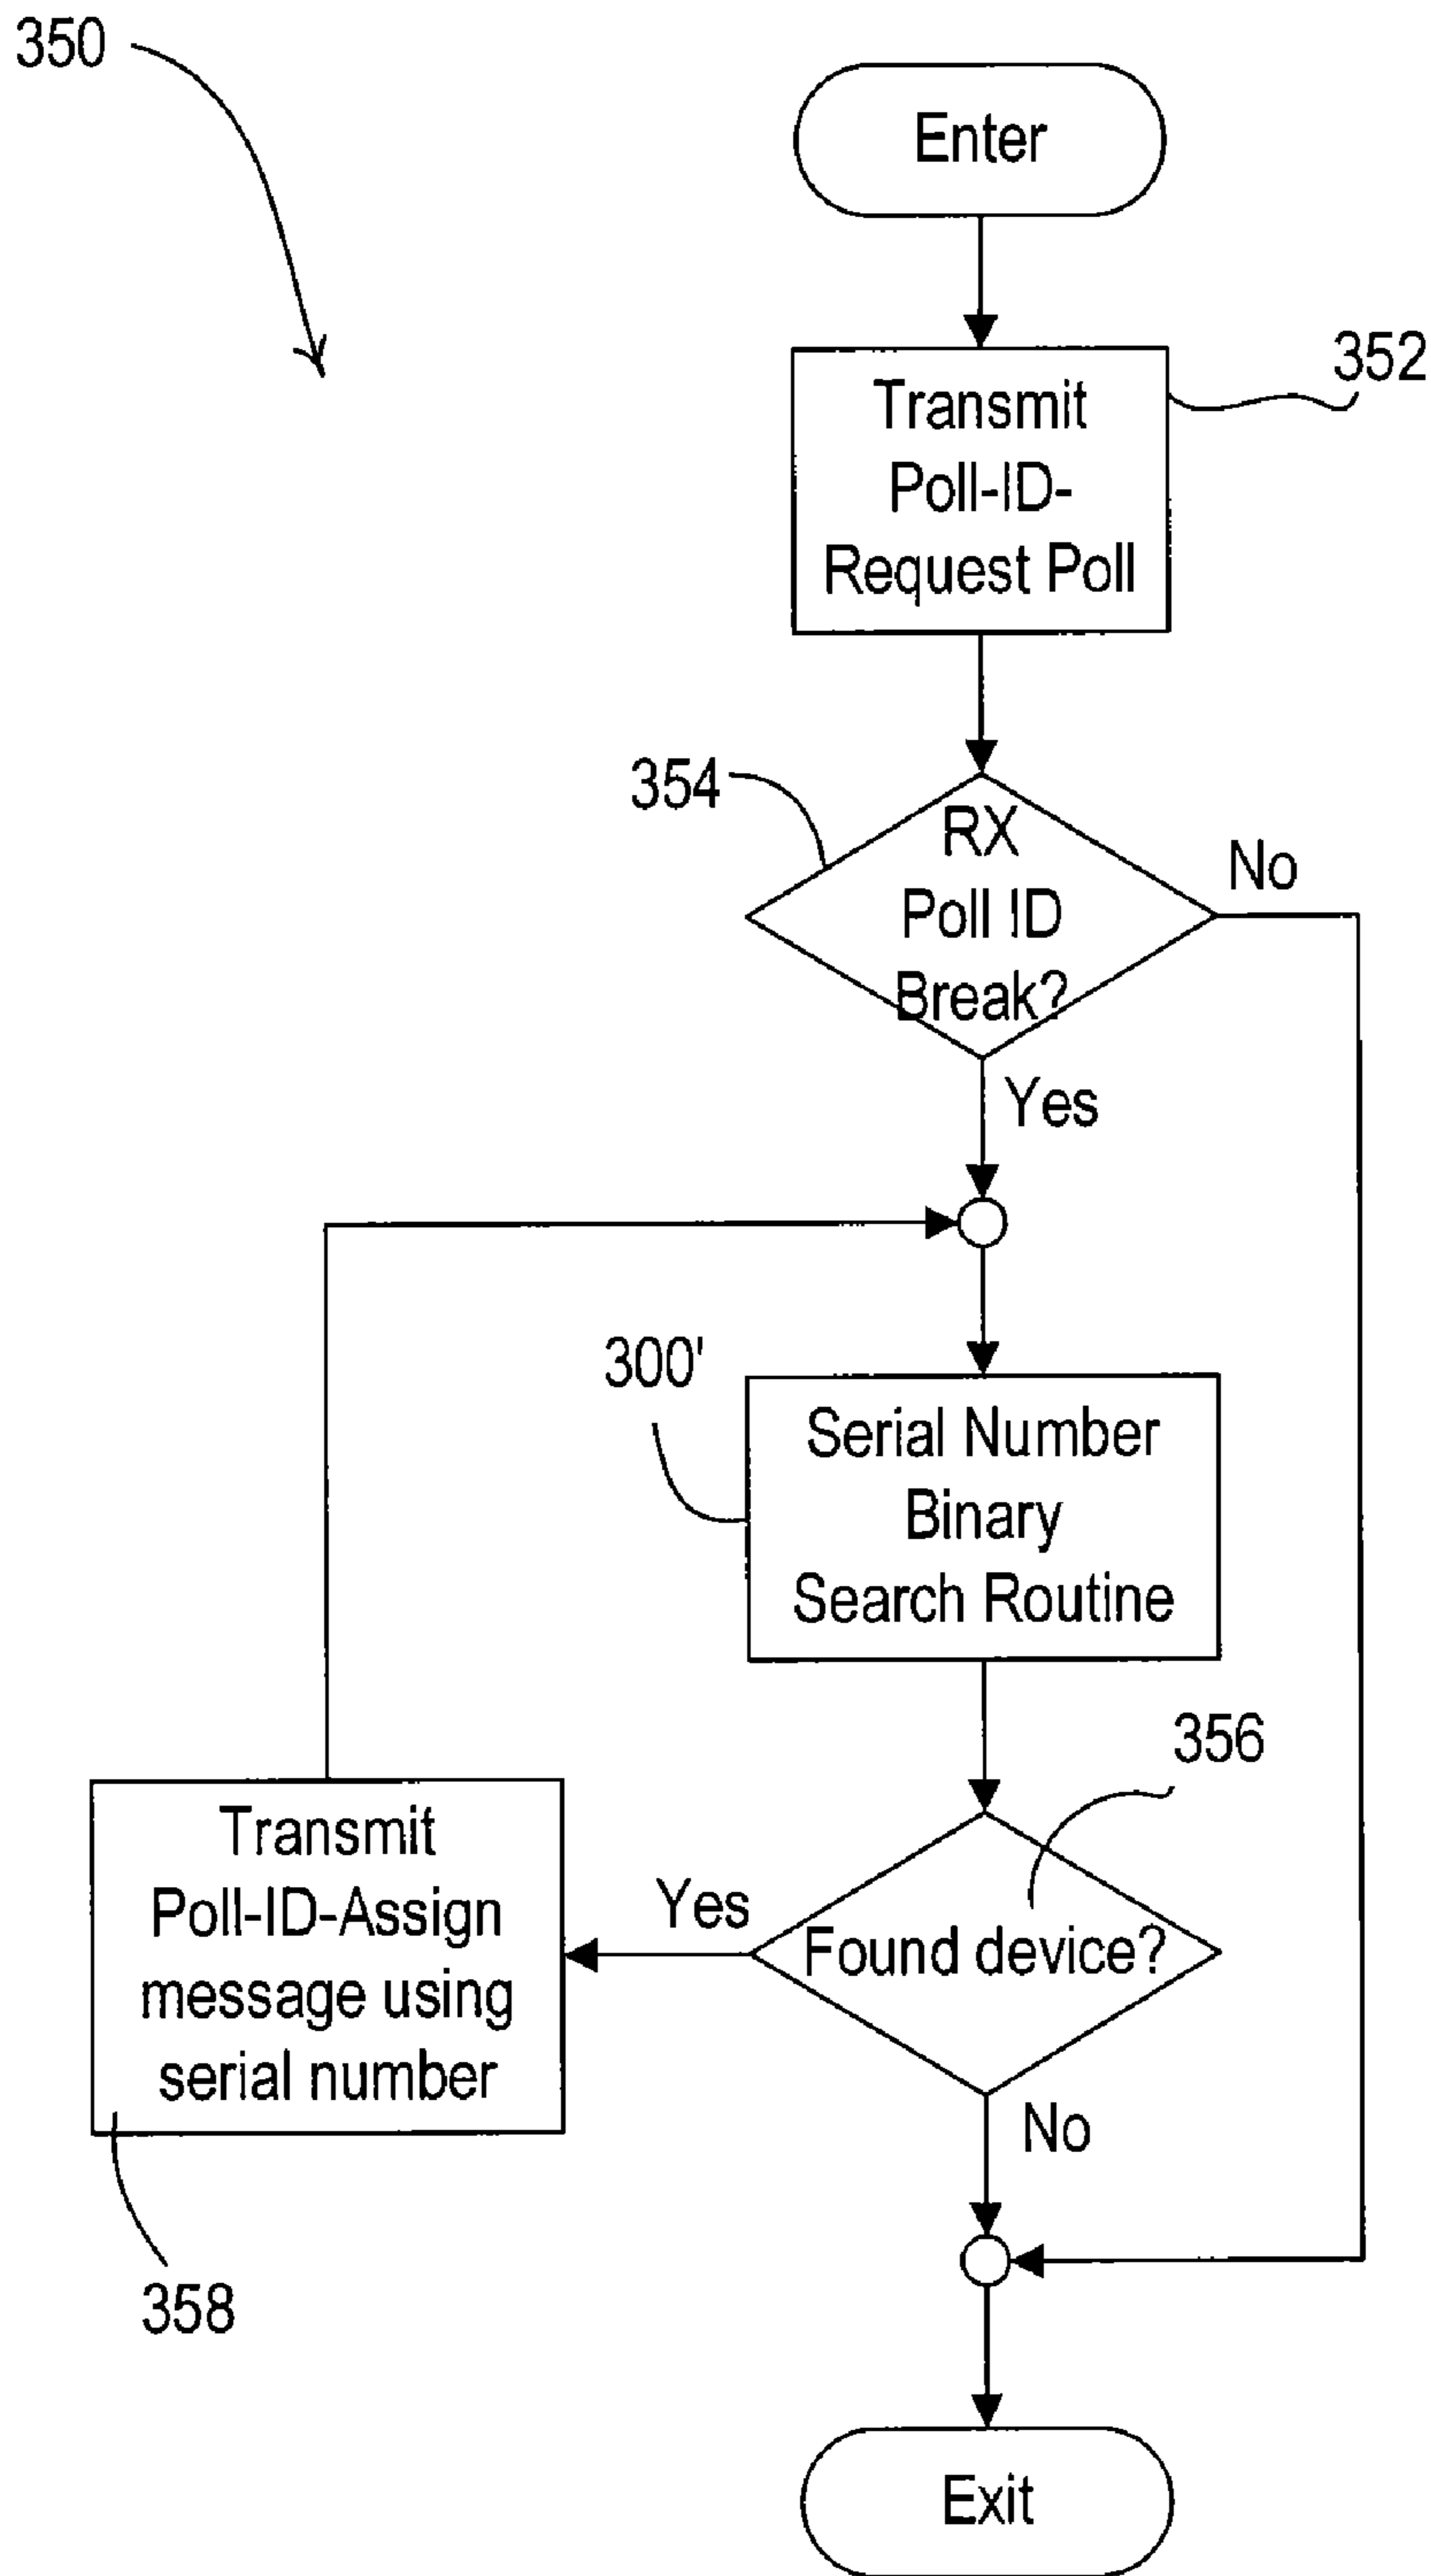 350
Enter
352
Transmit
Poll-ID-
Request Poll
354
RX
Poll ID
Break?
No
Yes
300'
Serial Number
Binary
Search Routine
356
Transmit
Poll-ID-Assign
message using
serial number
Yes
Found device?
No
358
Exit